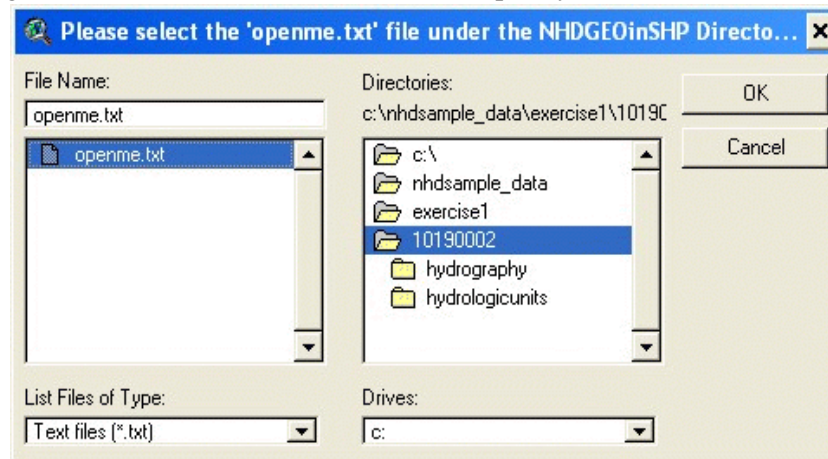 Please select the 'openme.txt' file under the NHDGEOinSHP Directo...
File Name:
openme.txt
openme.txt
List Files of Type:
Text files (*.txt)
Directories:
c:\nhdsample_data\exercise1\1019C
c:\
nhdsample_data
exercise1
10190002
hydrography
hydrologicunits
Drives:
c:
OK
Cancel